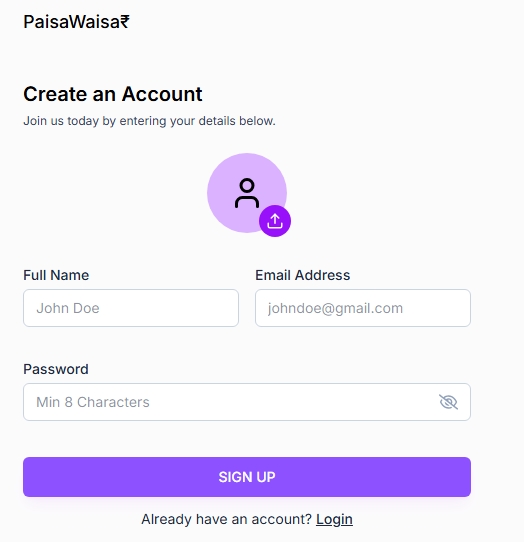 PaisaWaisa₹
Create an Account
Join us today by entering your details below.
Full Name
Email Address
John Doe
johndoe@gmail.com
Password
Min 8 Characters
SIGN UP
Already have an account? Login